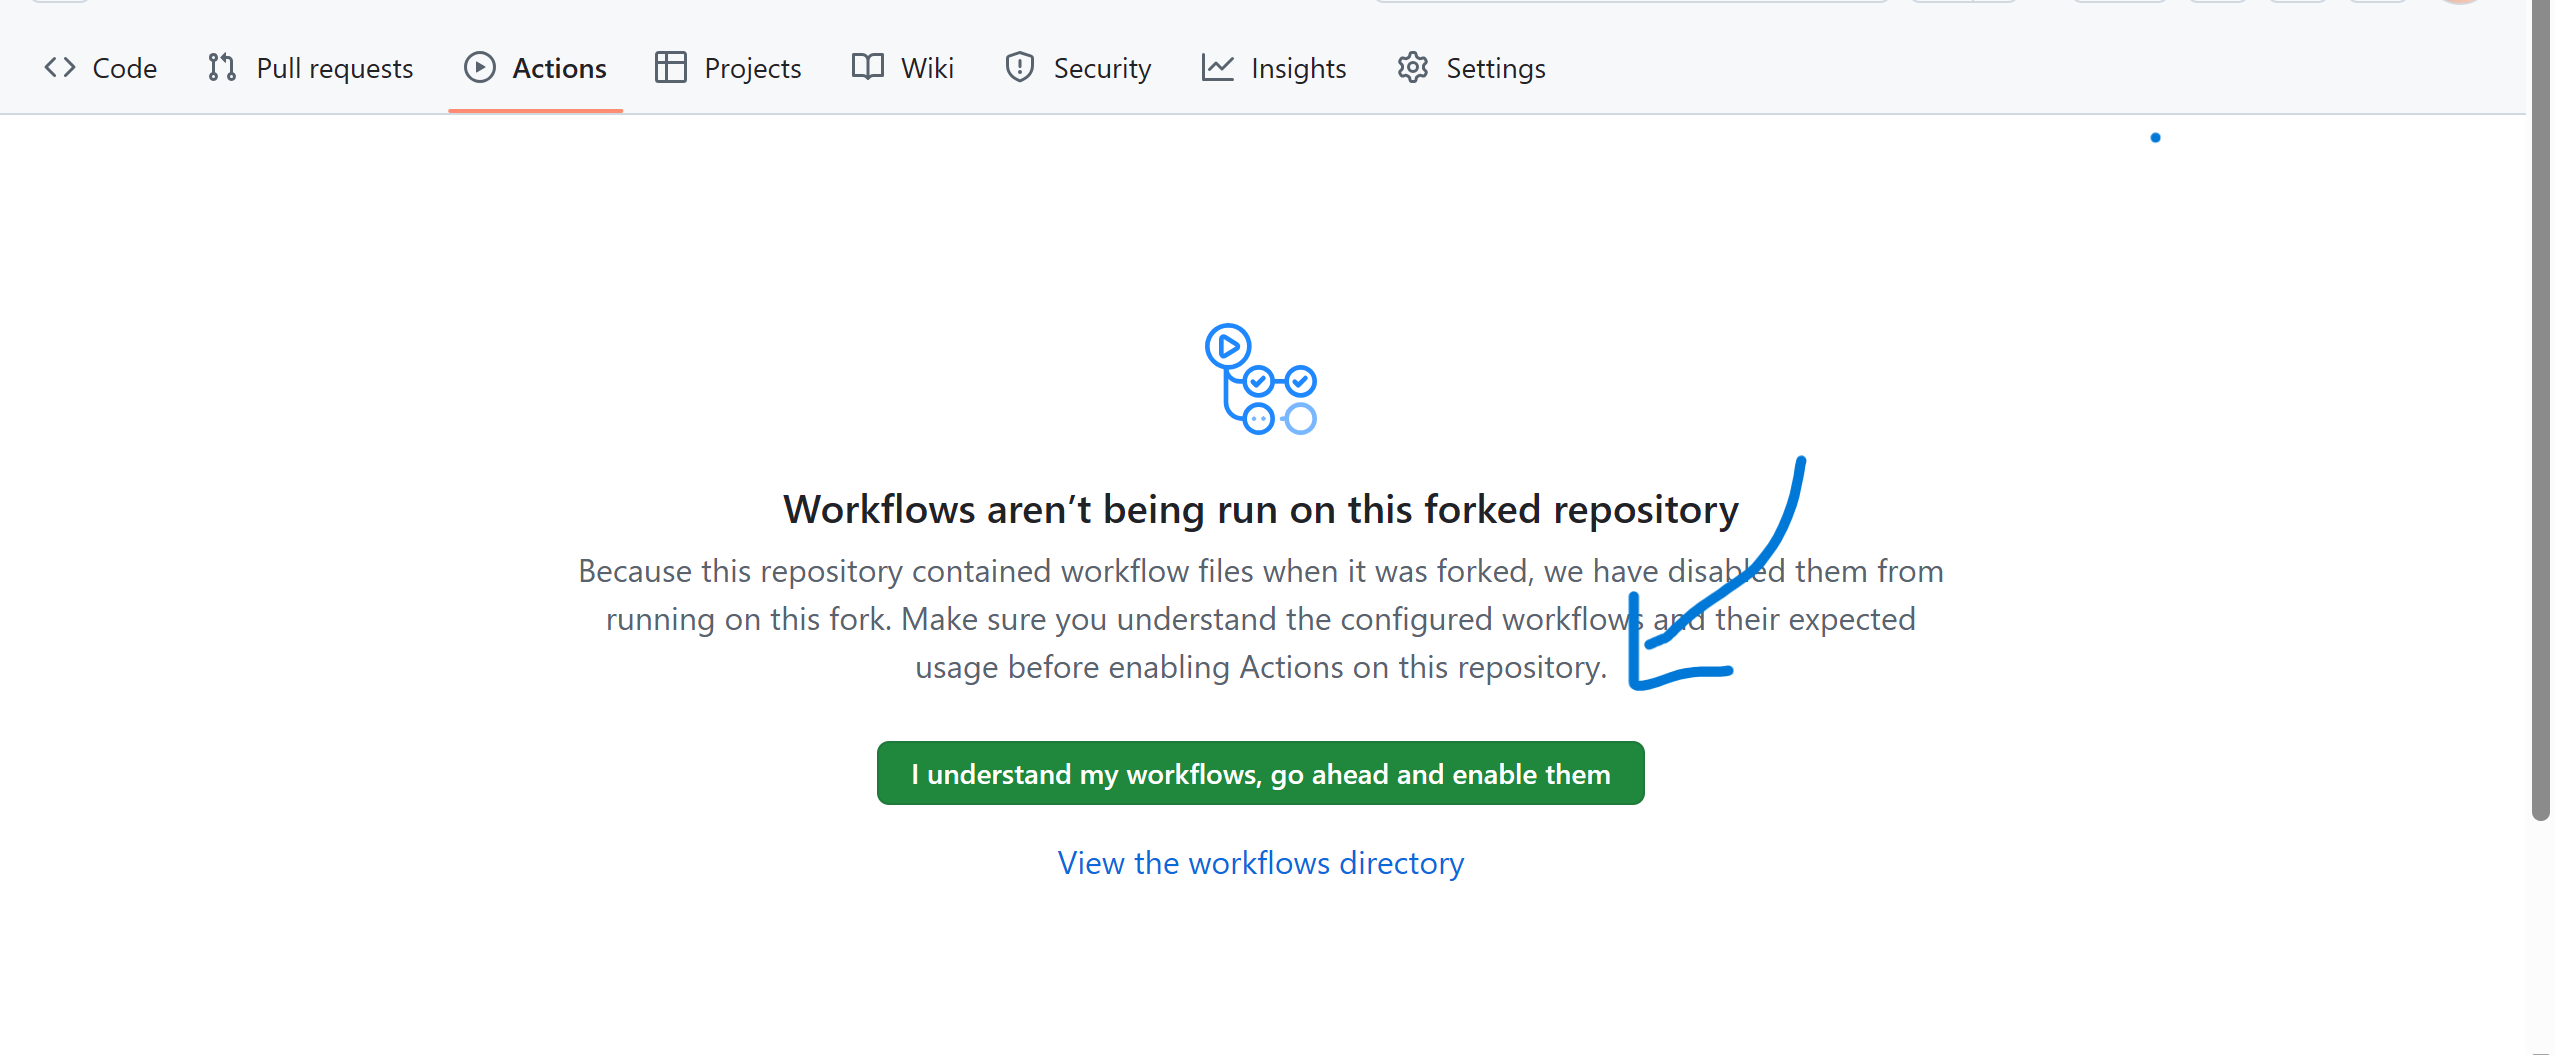 Code Pull requests Actions Projects Wiki Security Insights Settings
Workflows aren’t being run on this forked repository
Because this repository contained workflow files when it was forked, we have disabled them from
running on this fork. Make sure you understand the configured workflows and their expected
usage before enabling Actions on this repository.
I understand my workflows, go ahead and enable them
View the workflows directory